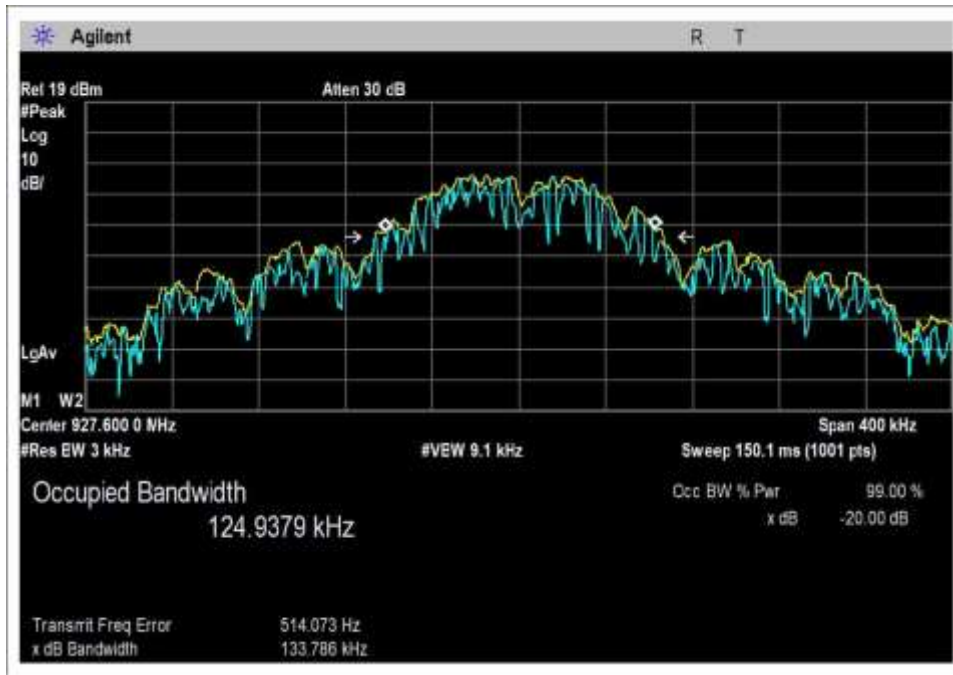 Agilent
R T
Ref 19 dBm Atten 30 dB
#Peak
Log
10
dB/
LgAv
M1 W2
Center 927.600 0 MHz Span 400 kHz
#Res BW 3 kHz #VBW 9.1 kHz Sweep 150.1 ms (1001 pts)
Occupied Bandwidth
124.9379 kHz
Occ BW % Pwr 99.00 %
x dB -20.00 dB
Transmit Freq Error 514.073 Hz
x dB Bandwidth 133.786 kHz